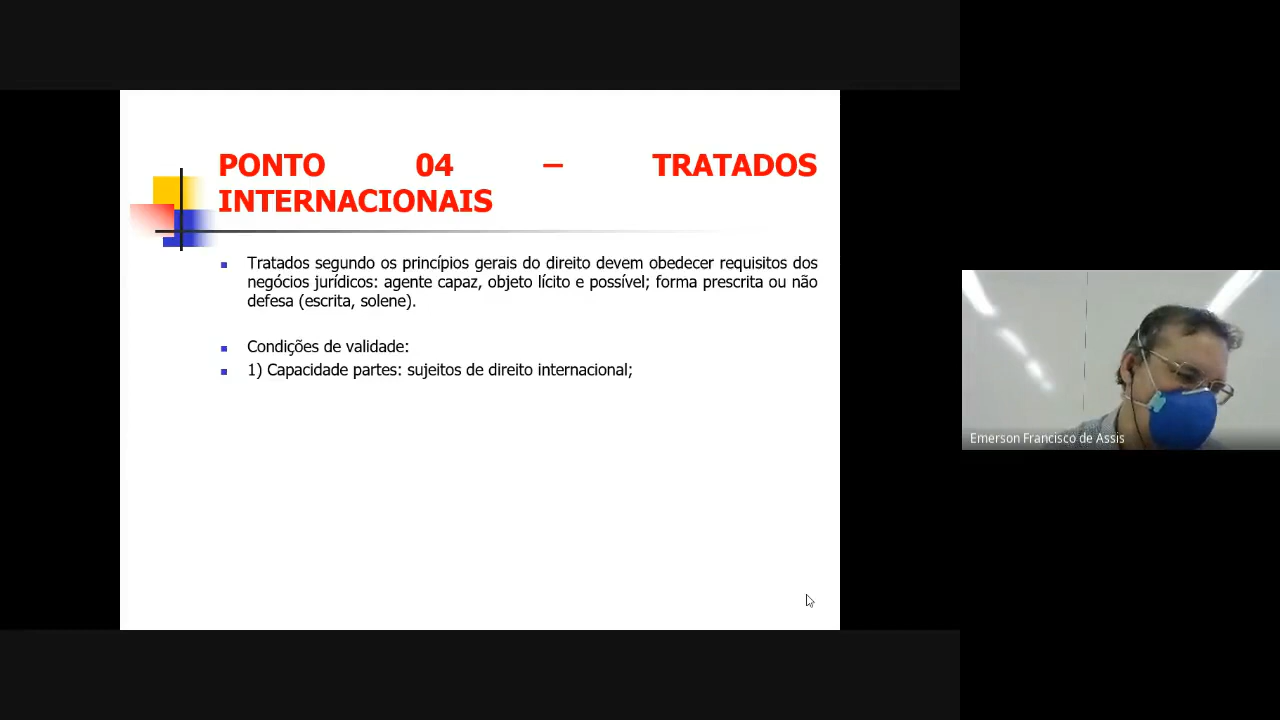 PONTO 04 – TRATADOS
INTERNACIONAIS
Tratados segundo os princípios gerais do direito devem obedecer requisitos dos
negócios jurídicos: agente capaz, objeto lícito e possível; forma prescrita ou não
defesa (escrita, solene).
Condições de validade:
1) Capacidade partes: sujeitos de direito internacional;
Emerson Francisco de Assis